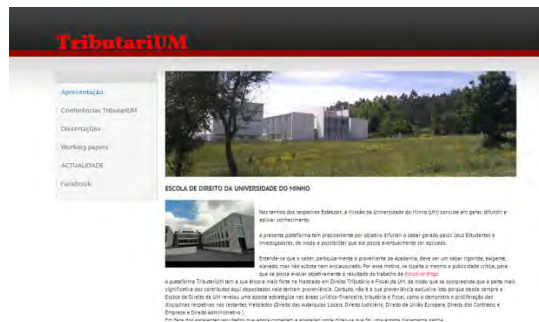 TributariUM
Apresentação
Conferências TributariUM
Dissertações
Working papers
ACTUALIDADE
Facebook
ESCOLA DE DIREITO DA UNIVERSIDADE DO MINHO
Nos termos dos respetivos Estatutos, a Missão da Universidade do Minho (UM) consiste em gerar, difundir e
aplicar conhecimento.
A presente plataforma tem precisamente por objetivo difundir o saber gerado pelos seus Estudantes e
Investigadores, de modo a possibilitar que ele possa eventualmente ser aplicado.
Entende-se que o saber, particularmente o proveniente da Academia, deve ser um saber rigoroso, exigente,
elevado, mas não elitista nem enclausurado. Por esse motivo, se sujeita o mesmo a publicidade crítica, para
que se possa avaliar objetivamente o resultado do trabalho da Escola de Braga.
A plataforma TributariUM tem a sua âncora mais forte no Mestrado em Direito Tributário e Fiscal da UM, de modo que se compreende que a parte mais
significativa dos contributos aqui depositados nele tenham proveniência. Contudo, não é a sua proveniência exclusiva, isto porque desde sempre a
Escola de Direito da UM revelou uma aposta estratégica nas áreas jurídico-financeira, tributária e fiscal, como o demonstra a proliferação das
disciplinas respetivas nos restantes Mestrados (Direito das Autarquias Locais, Direito Judiciário, Direito da União Europeia, Direito dos Contratos e
Empresa e Direito Administrativo).